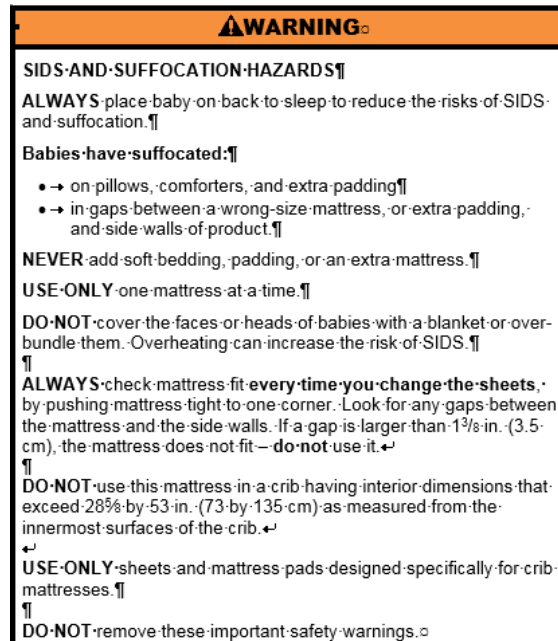 ⚠WARNING¤
SIDS·AND·SUFFOCATION·HAZARDS¶
ALWAYS·place·baby·on·back·to·sleep·to·reduce·the·risks·of·SIDS·
and·suffocation.¶
Babies·have·suffocated:¶
•→on·pillows,·comforters,·and·extra·padding¶
•→in·gaps·between·a·wrong-size·mattress,·or·extra·padding,·
and·side·walls·of·product.¶
NEVER·add·soft·bedding,·padding,·or·an·extra·mattress.¶
USE·ONLY·one·mattress·at·a·time.¶
DO·NOT·cover·the·faces·or·heads·of·babies·with·a·blanket·or·over-
bundle·them.·Overheating·can·increase·the·risk·of·SIDS.¶
¶
ALWAYS·check·mattress·fit·every·time·you·change·the·sheets,·
by·pushing·mattress·tight·to·one·corner.·Look·for·any·gaps·between·
the·mattress·and·the·side·walls.·If·a·gap·is·larger·than·1³/₈·in.·(3.5·
cm),·the·mattress·does·not·fit·–·do·not·use·it.↵
¶
DO·NOT·use·this·mattress·in·a·crib·having·interior·dimensions·that·
exceed·28⅝·by·53·in.·(73·by·135·cm)·as·measured·from·the·
innermost·surfaces·of·the·crib.↵
↵
USE·ONLY·sheets·and·mattress·pads·designed·specifically·for·crib·
mattresses.¶
¶
DO·NOT·remove·these·important·safety·warnings.¤